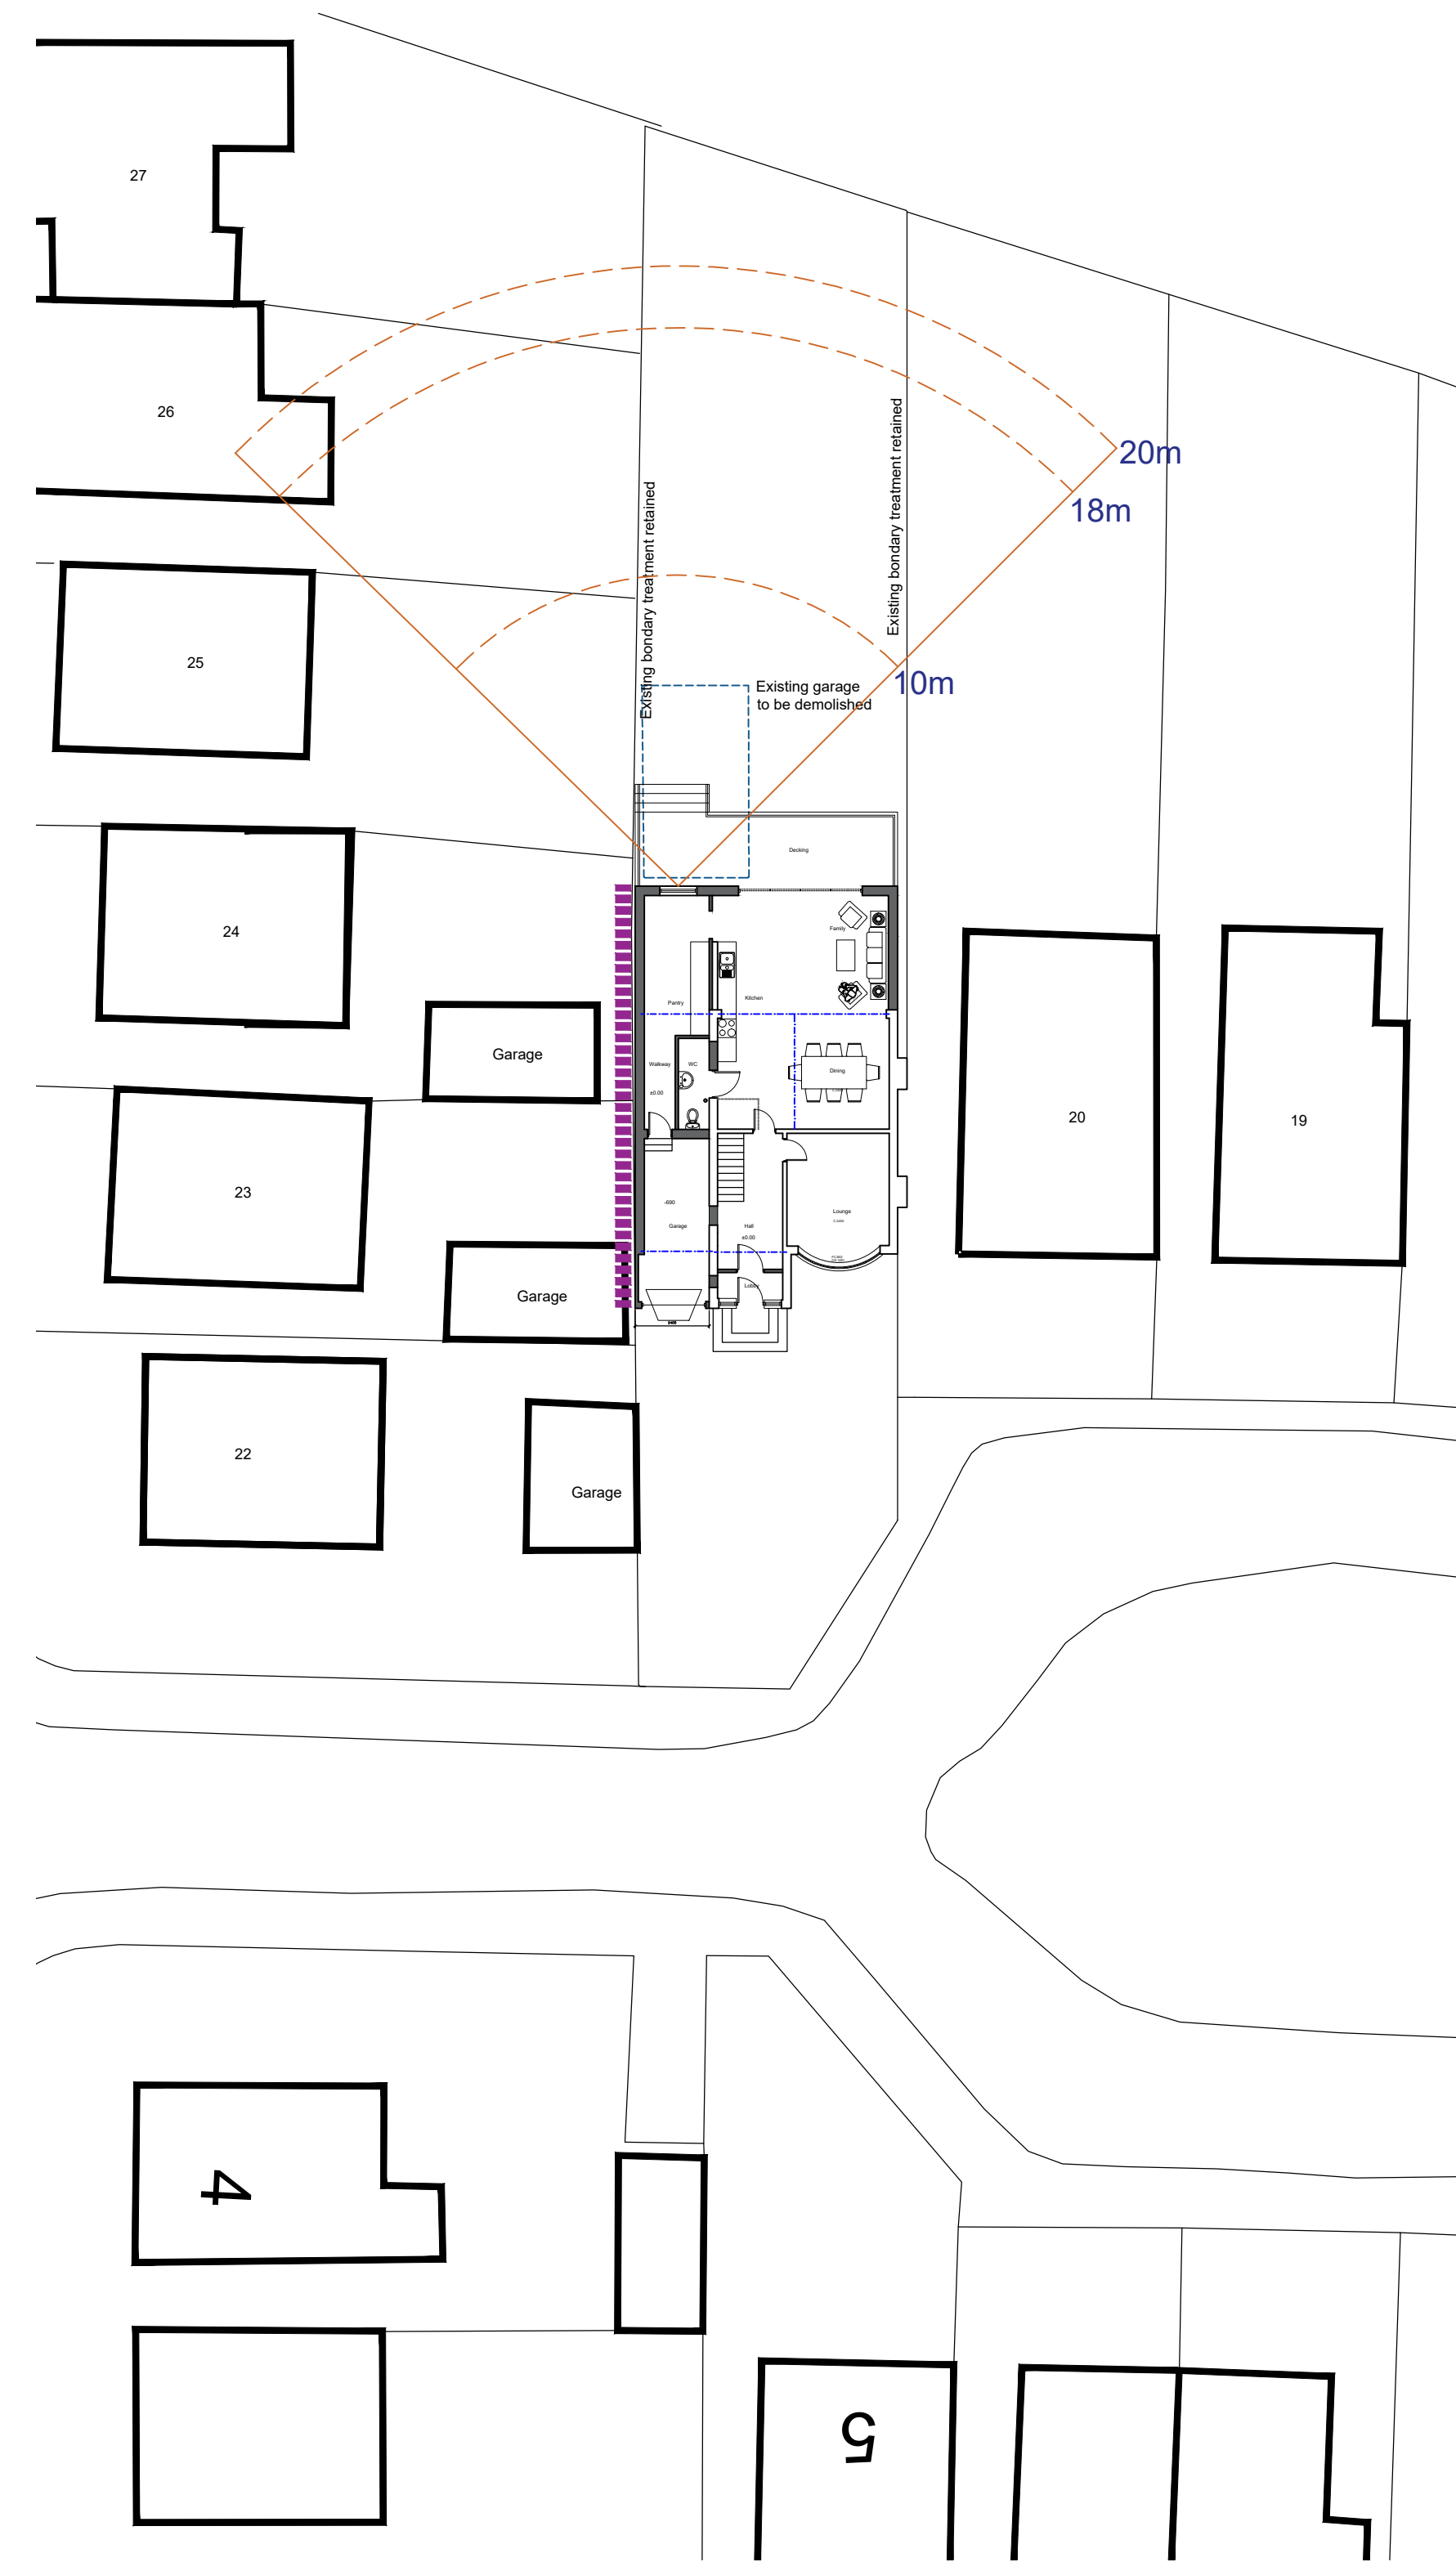 27
26
20m
18m
Existing bondary treatment retained
Existing bondary treatment retained
25
10m
Existing garage
to be demolished
Decking
24
Family
Pantry
Kitchen
Garage
Walkway
WC
Dining
±0.00
20
19
23
-690
Lounge
Garage
Hall
±0.00
Lobby
Garage
22
Garage
4
5